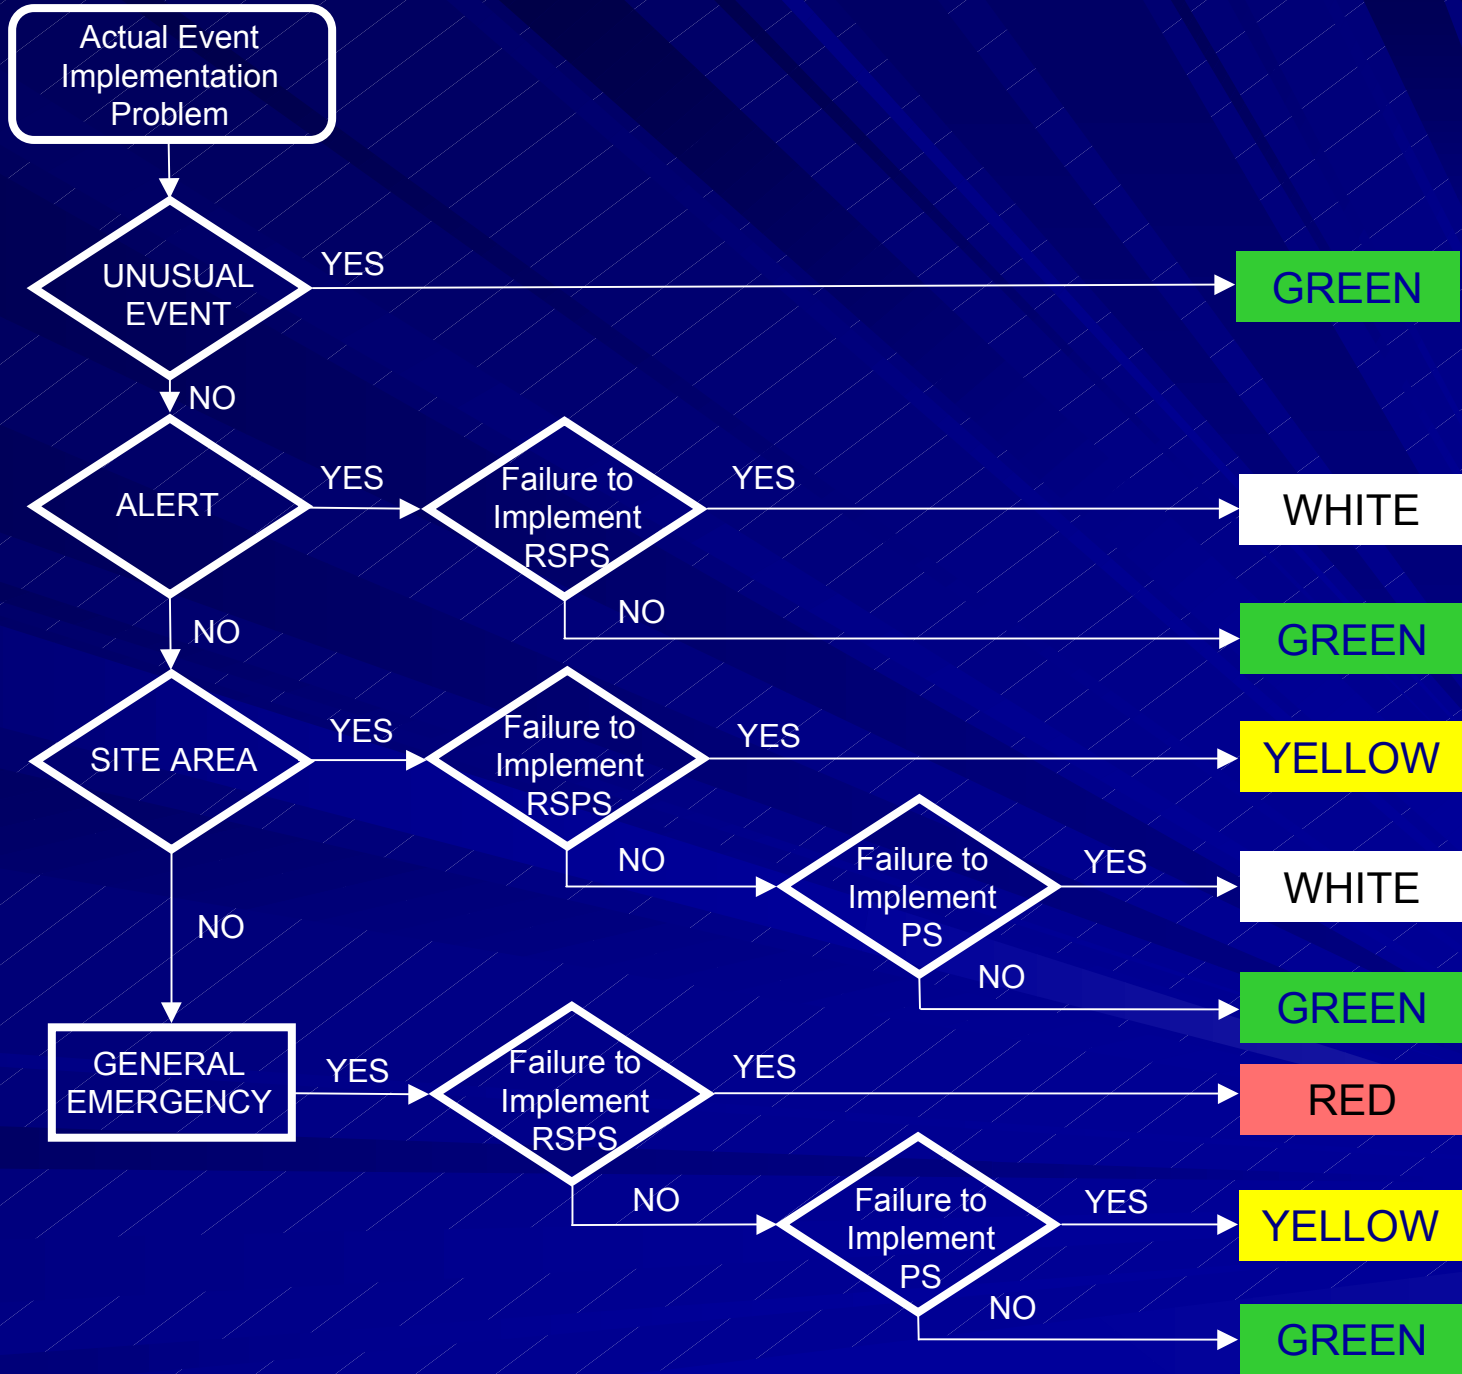 Actual Event
Implementation
Problem
UNUSUAL
EVENT
YES
GREEN
NO
ALERT
YES
Failure to
Implement
RSPS
YES
WHITE
NO
GREEN
NO
SITE AREA
YES
Failure to
Implement
RSPS
YES
YELLOW
NO
Failure to
Implement
PS
YES
WHITE
NO
GREEN
NO
GENERAL
EMERGENCY
YES
Failure to
Implement
RSPS
YES
RED
NO
Failure to
Implement
PS
YES
YELLOW
NO
GREEN